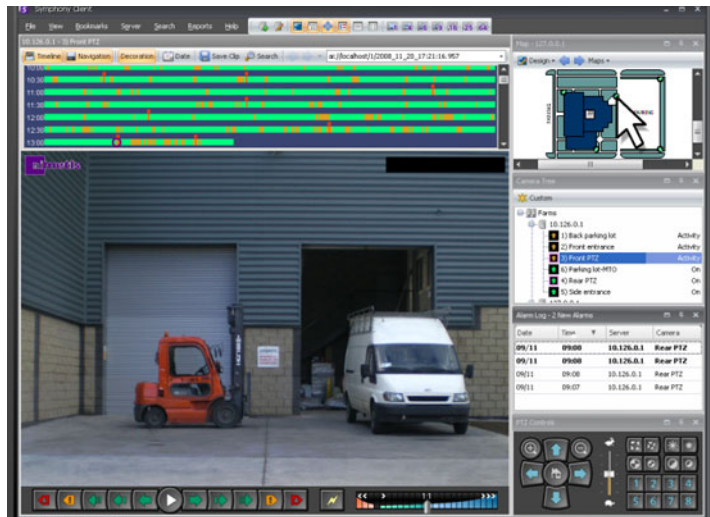 Symphony Client
File View Bookmarks Server Search Reports Help
10.126.0.1 - 3) Front PTZ
Timeline Navigation Decoration Date Save Clip Search ai://localhost/1/2008_11_20_17:21:16.957
10:30
11:00
11:30
12:00
12:30
13:00
aimetis
Map - 127.0.0.1
Design Maps
PARKING
Camera Tree
Custom
Farms
10.126.0.1
1) Back parking lot Activity
2) Front entrance Activity
3) Front PTZ Activity
6) Parking lot-MTO On
4) Rear PTZ On
5) Side entrance On
127.0.0.1
Alarm Log - 2 New Alarms
Date Time Server Camera
09/11 09:08 10.126.0.1 Rear PTZ
09/11 09:08 10.126.0.1 Rear PTZ
09/11 09:08 10.126.0.1 Rear PTZ
09/11 09:07 10.126.0.1 Rear PTZ
PTZ Controls
1 2 3 4
5 6 7 8
1:1